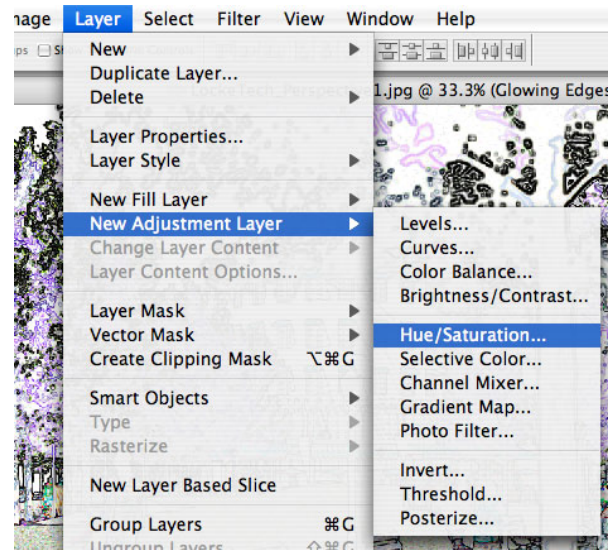 nage Layer Select Filter View Window Help
ps
1.jpg @ 33.3% (Glowing Edges
New
Duplicate Layer...
Delete
Layer Properties...
Layer Style
New Fill Layer
New Adjustment Layer
Change Layer Content
Layer Content Options...
Layer Mask
Vector Mask
Create Clipping Mask ⌥⌘G
Smart Objects
Type
Rasterize
New Layer Based Slice
Group Layers ⌘G
Ungroup Layers ⇧⌘G
Levels...
Curves...
Color Balance...
Brightness/Contrast...
Hue/Saturation...
Selective Color...
Channel Mixer...
Gradient Map...
Photo Filter...
Invert...
Threshold...
Posterize...